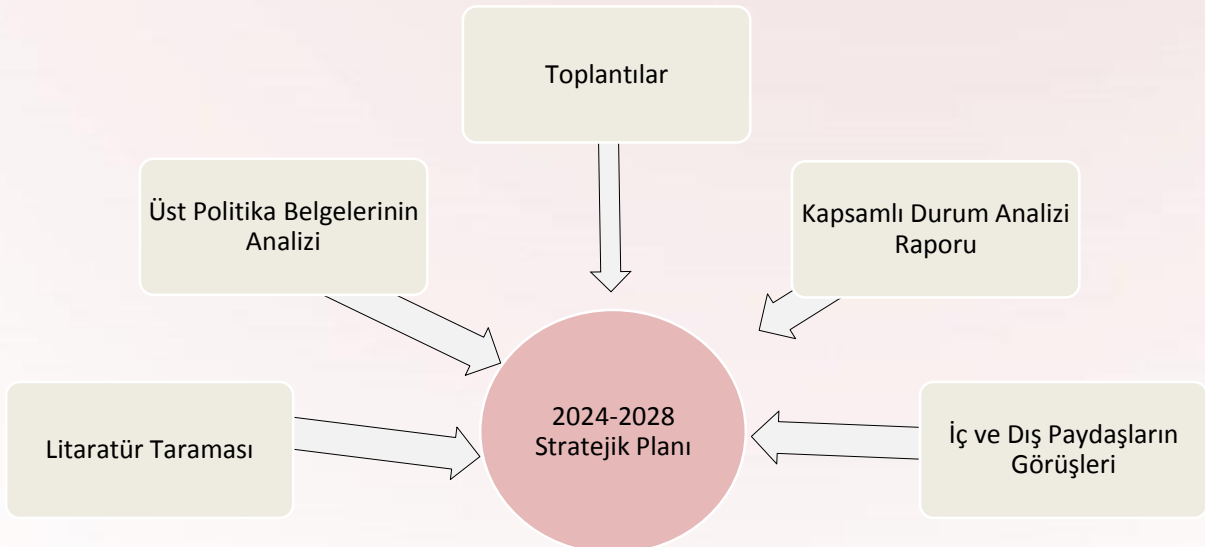 Toplantılar
Üst Politika Belgelerinin
Analizi
Kapsamlı Durum Analizi
Raporu
Litaratür Taraması
2024-2028
Stratejik Planı
İç ve Dış Paydaşların
Görüşleri